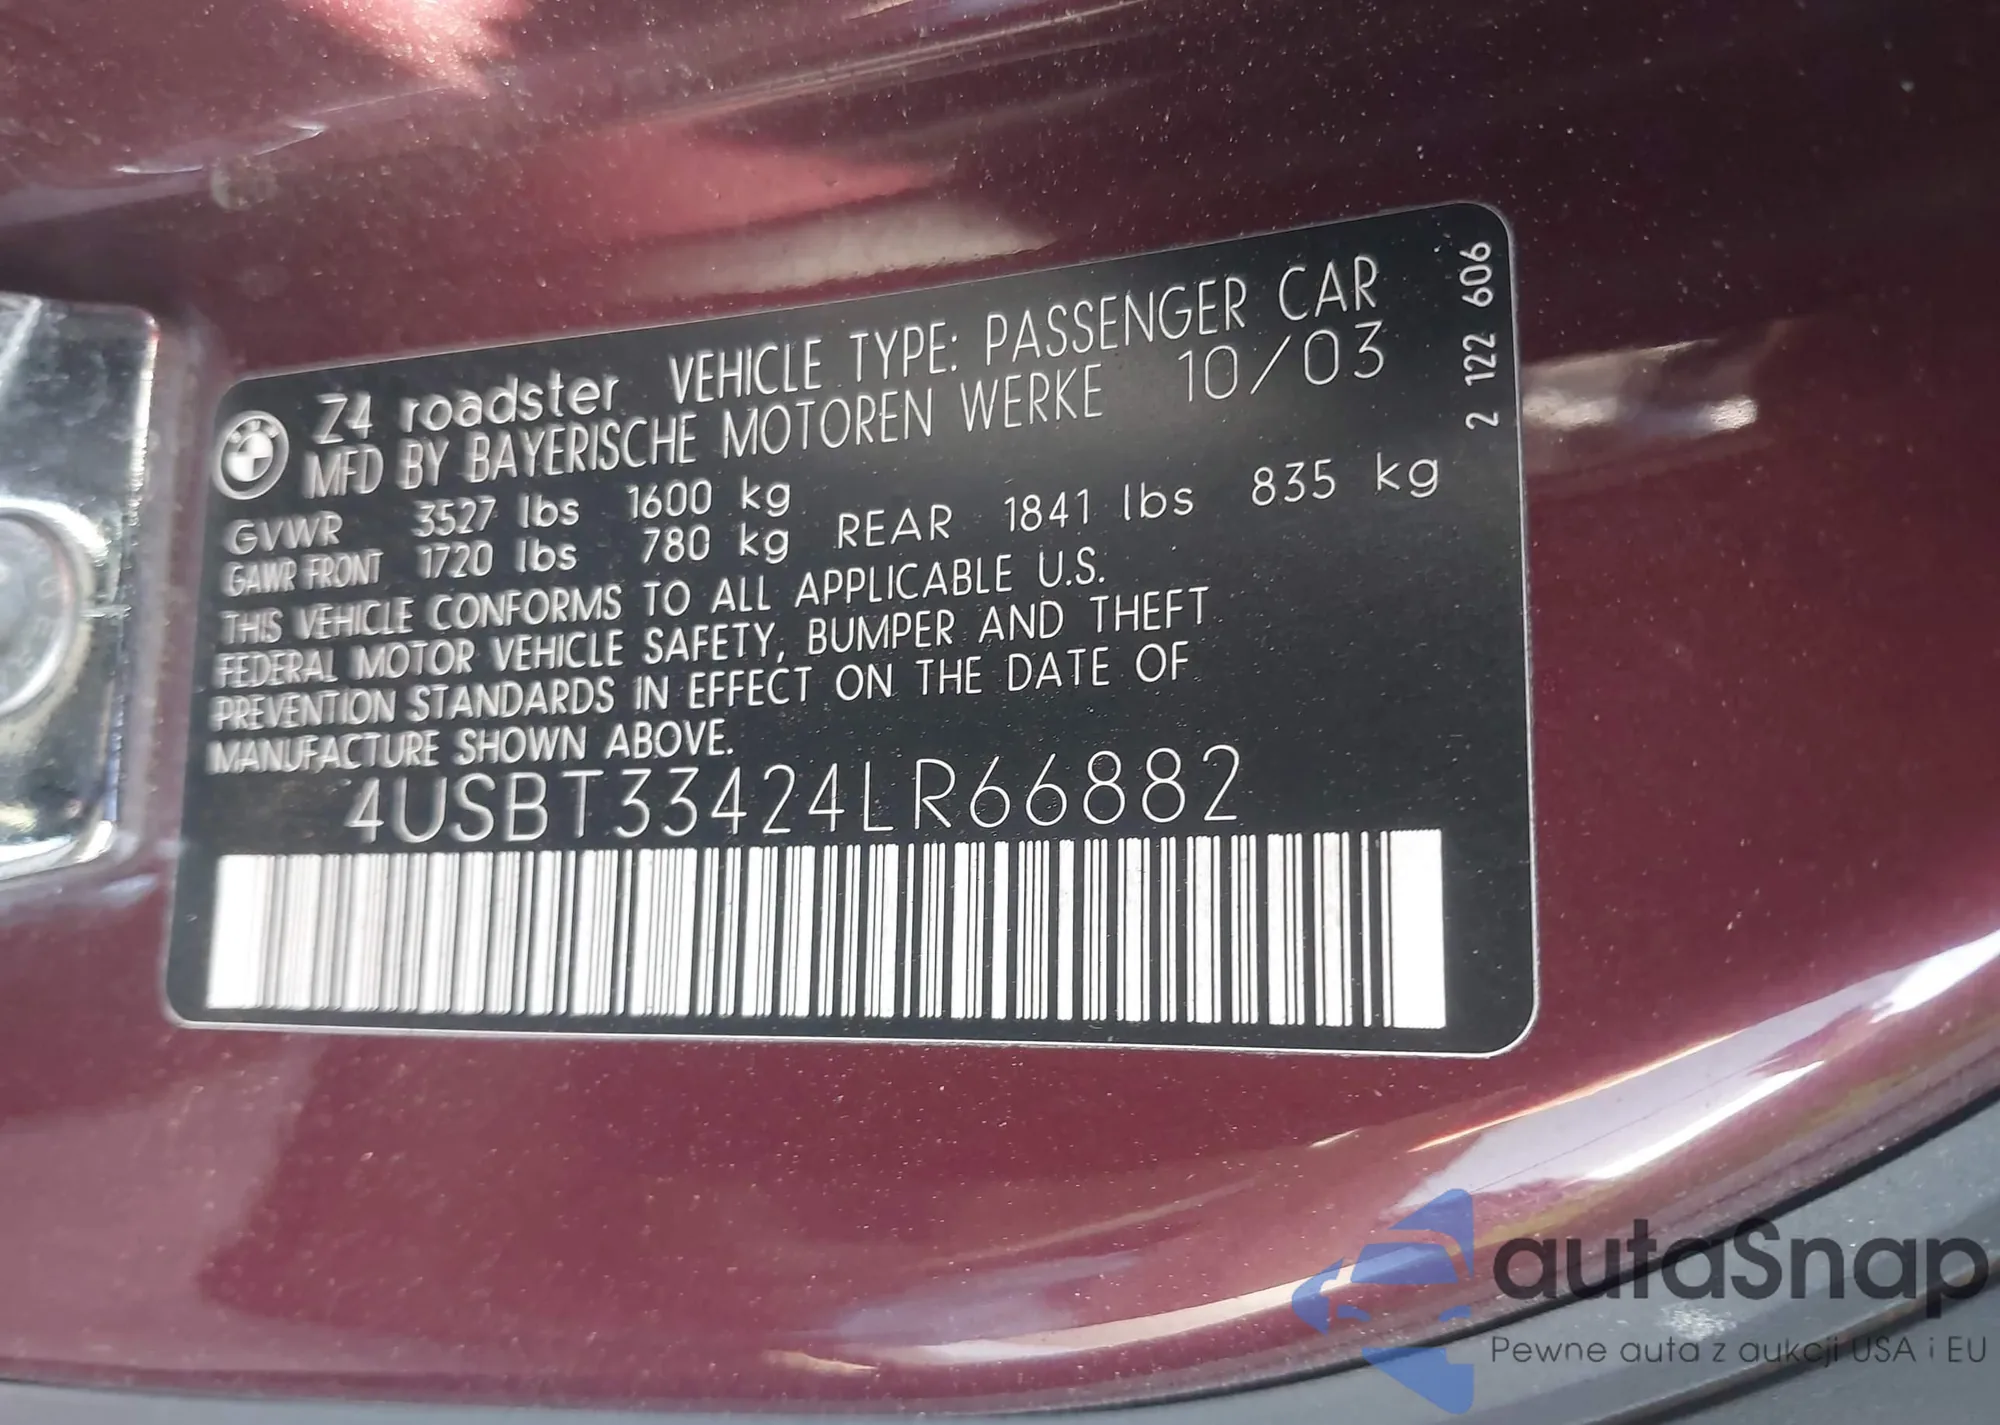 Z4 roadster VEHICLE TYPE: PASSENGER CAR
MFD BY BAYERISCHE MOTOREN WERKE 10/03
GVWR 3527 lbs 1600 kg
GAWR FRONT 1720 lbs 780 kg REAR 1841 lbs 835 kg
THIS VEHICLE CONFORMS TO ALL APPLICABLE U.S.
FEDERAL MOTOR VEHICLE SAFETY, BUMPER AND THEFT
PREVENTION STANDARDS IN EFFECT ON THE DATE OF
MANUFACTURE SHOWN ABOVE.
4USBT33424LR66882
2 122 606
autaSnap
Pewne auta z aukcji USA i EU